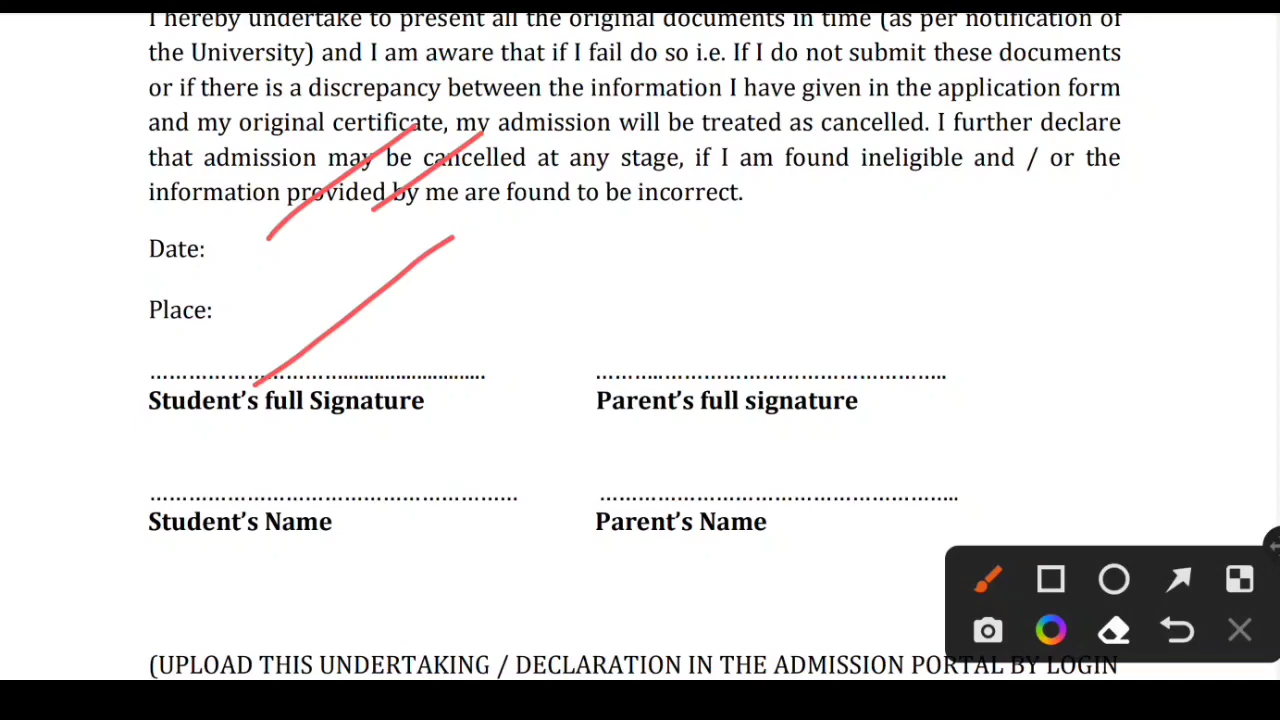 I hereby undertake to present all the original documents in time (as per notification of
the University) and I am aware that if I fail do so i.e. If I do not submit these documents
or if there is a discrepancy between the information I have given in the application form
and my original certificate, my admission will be treated as cancelled. I further declare
that admission may be cancelled at any stage, if I am found ineligible and / or the
information provided by me are found to be incorrect.
Date:
Place:
Student's full Signature Parent's full signature
Student's Name Parent's Name
(UPLOAD THIS UNDERTAKING / DECLARATION IN THE ADMISSION PORTAL BY LOGIN